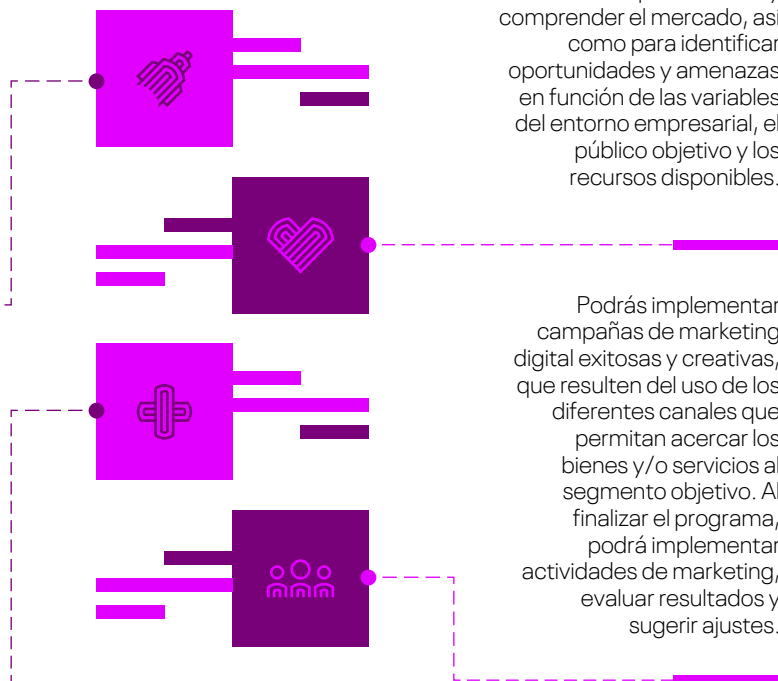 comprender el mercado, así
como para identificar
oportunidades y amenazas
en función de las variables
del entorno empresarial, el
público objetivo y los
recursos disponibles.
Podrás implementar
campañas de marketing
digital exitosas y creativas,
que resulten del uso de los
diferentes canales que
permitan acercar los
bienes y/o servicios al
segmento objetivo. Al
finalizar el programa,
podrá implementar
actividades de marketing,
evaluar resultados y
sugerir ajustes.